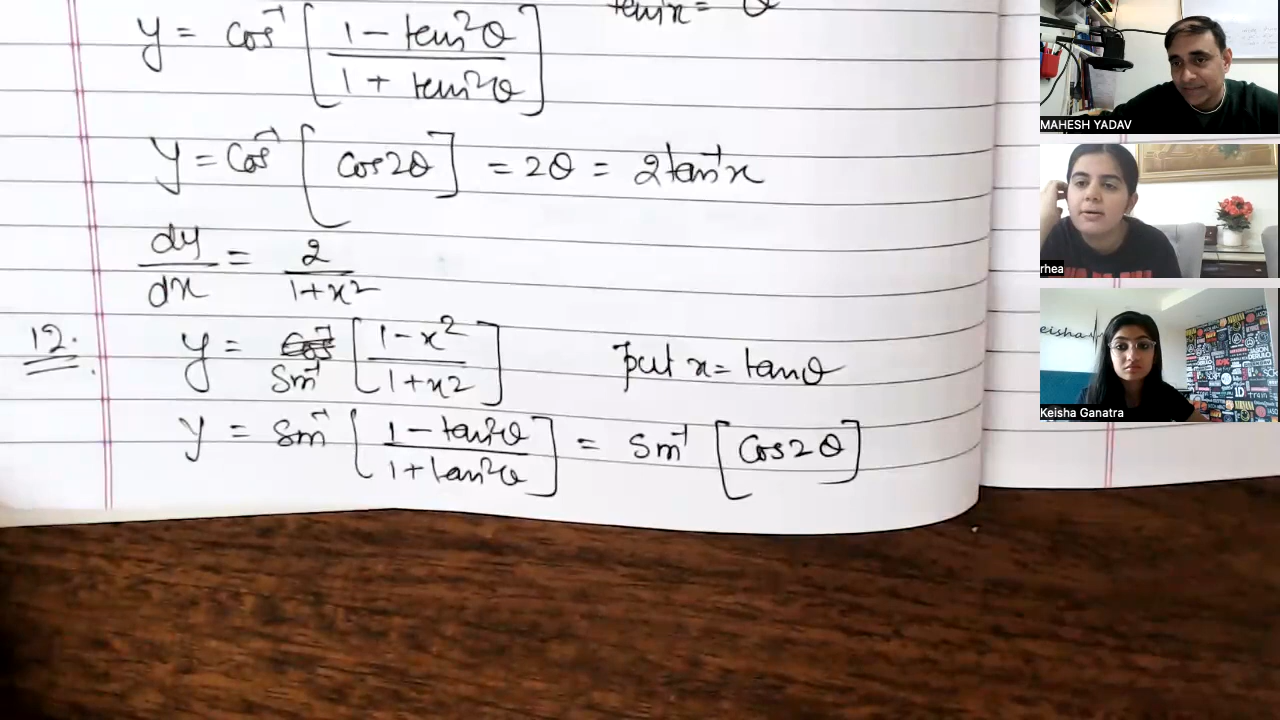 tan⁻¹x = θ
y = cos⁻¹ [ (1 - tan²θ) / (1 + tan²θ) ]
y = cos⁻¹ [ cos2θ ] = 2θ = 2tan⁻¹x
dy/dx = 2 / (1+x²)
12. y = sin⁻¹ [ (1-x²) / (1+x²) ] put x = tanθ
y = sin⁻¹ [ (1-tan²θ) / (1+tan²θ) ] = sin⁻¹ [cos2θ]
MAHESH YADAV
rhea
Keisha Ganatra